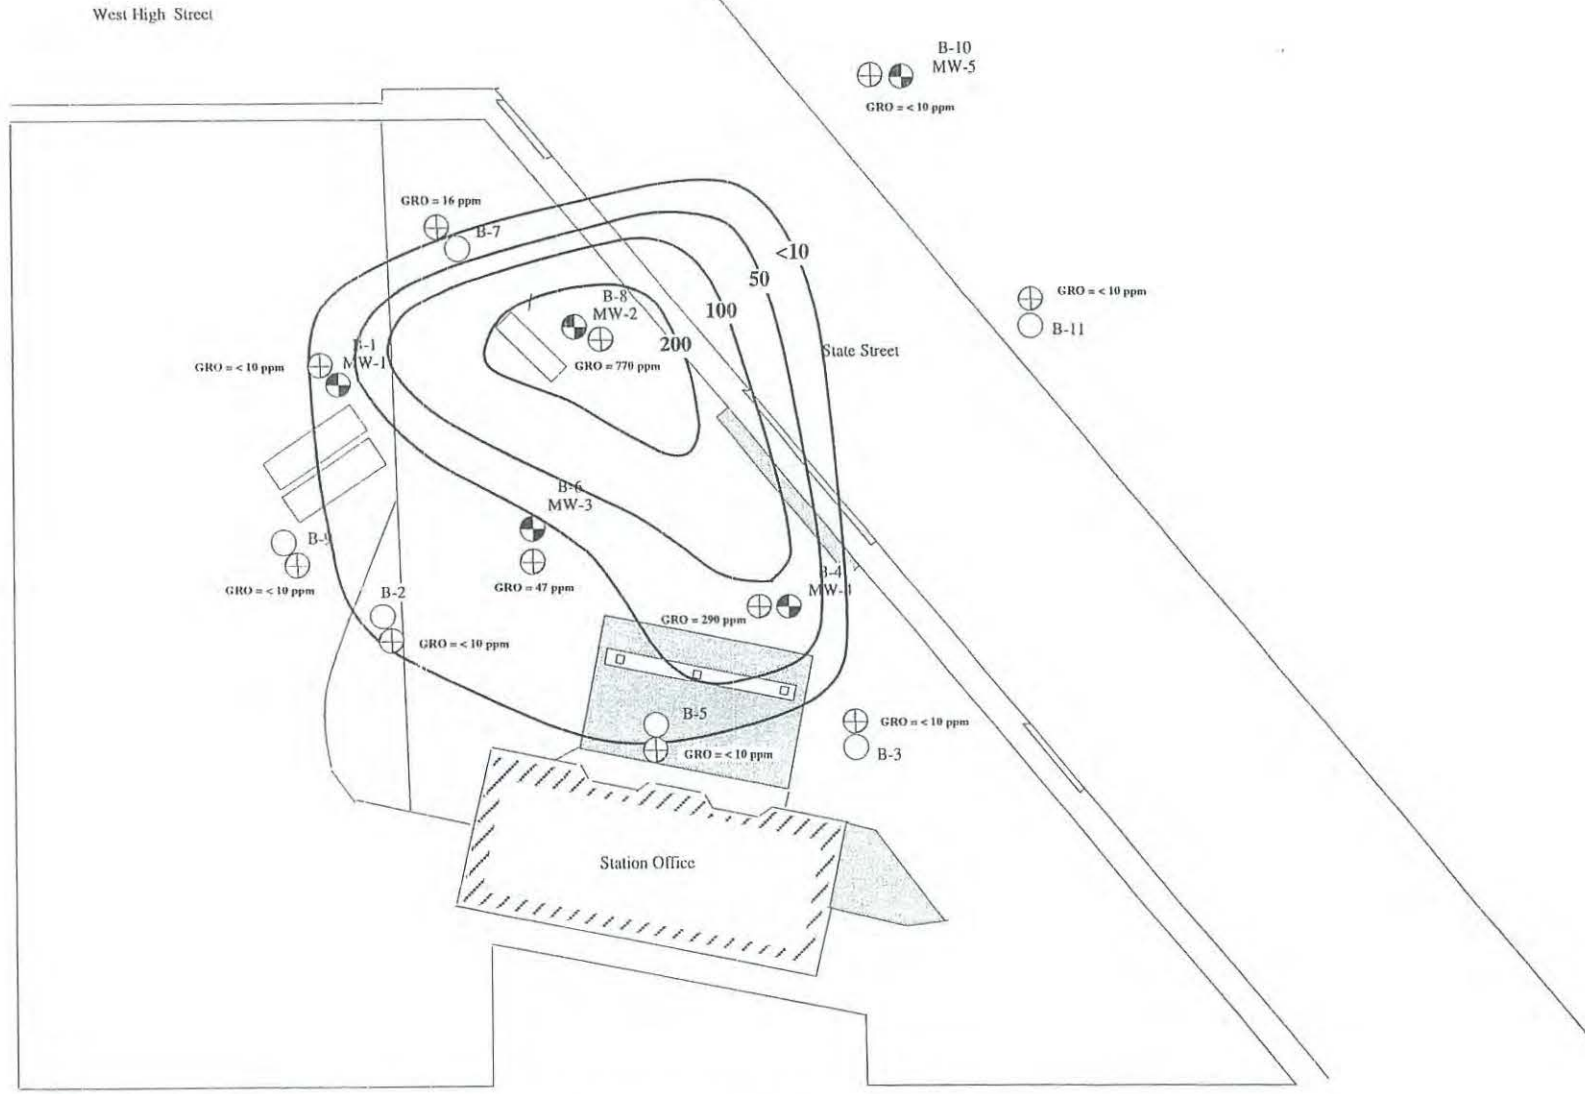 West High Street
B-10
MW-5
GRO = < 10 ppm
GRO = 16 ppm
B-7
<10
50
100
200
B-8
MW-2
GRO = 770 ppm
GRO = < 10 ppm
B-11
State Street
B-1
MW-1
GRO = < 10 ppm
B-6
MW-3
GRO = 47 ppm
B-9
GRO = < 10 ppm
B-2
GRO = < 10 ppm
B-4
MW-4
GRO = 290 ppm
B-5
GRO = < 10 ppm
GRO = < 10 ppm
B-3
Station Office